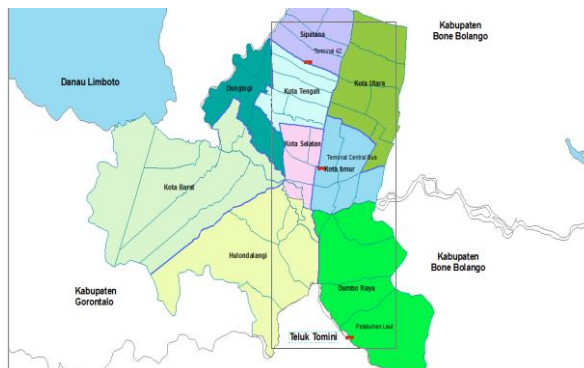 Kabupaten
Bone Bolango
Sipatana
Terminal 42
Danau Limboto
Dungingi
Kota Tengah
Kota Utara
Kota Selatan
Terminal Central Bus
Kota timur
Kota Barat
Hulondalangi
Kabupaten
Bone Bolango
Kabupaten
Gorontalo
Dumbo Raya
Pelabuhan Laut
Teluk Tomini